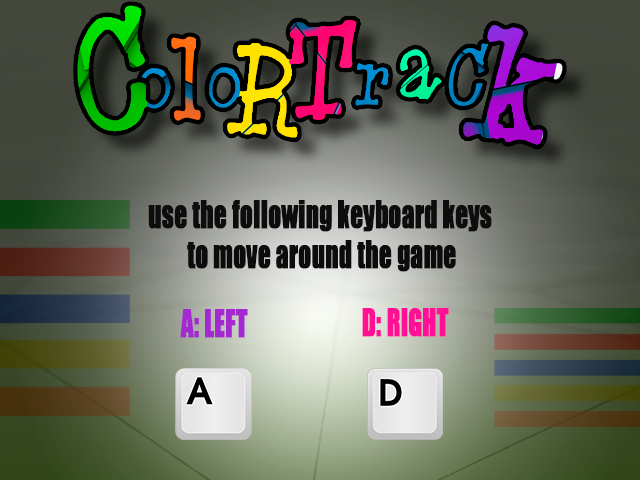 ColoRTrack
use the following keyboard keys
to move around the game
A: LEFT
D: RIGHT
A
D